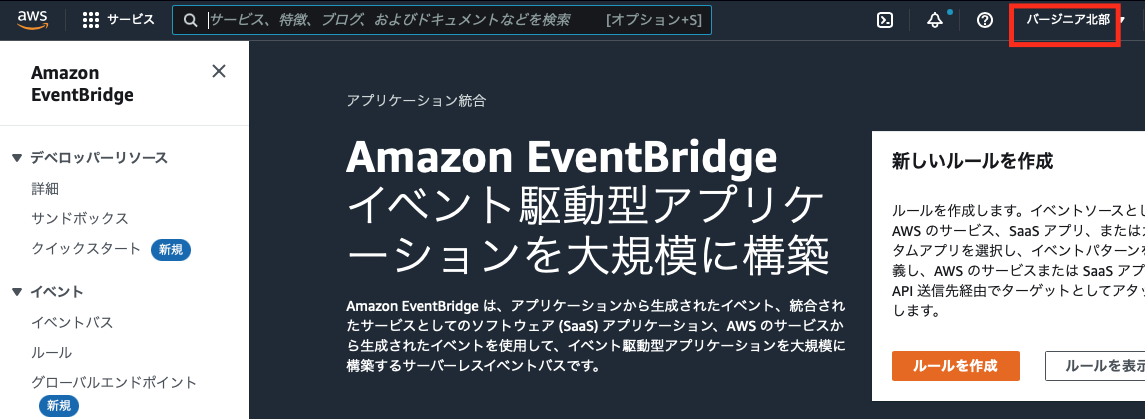 aws
サービス
サービス、特徴、ブログ、およびドキュメントなどを検索
[オプション+S]
バージニア北部
Amazon
EventBridge
デベロッパーリソース
詳細
サンドボックス
クイックスタート 新規
イベント
イベントバス
ルール
グローバルエンドポイント
新規
アプリケーション統合
Amazon EventBridge
イベント駆動型アプリケ
ーションを大規模に構築
Amazon EventBridge は、アプリケーションから生成されたイベント、統合され
たサービスとしてのソフトウェア (SaaS) アプリケーション、AWS のサービスか
ら生成されたイベントを使用して、イベント駆動型アプリケーションを大規模に
構築するサーバーレスイベントバスです。
新しいルールを作成
ルールを作成します。イベントソースとし
AWS のサービス、SaaS アプリ、または
タムアプリを選択し、イベントパターンを
義し、AWS のサービスまたは SaaS アプ
API 送信先経由でターゲットとしてアタッ
します。
ルールを作成
ルールを表示